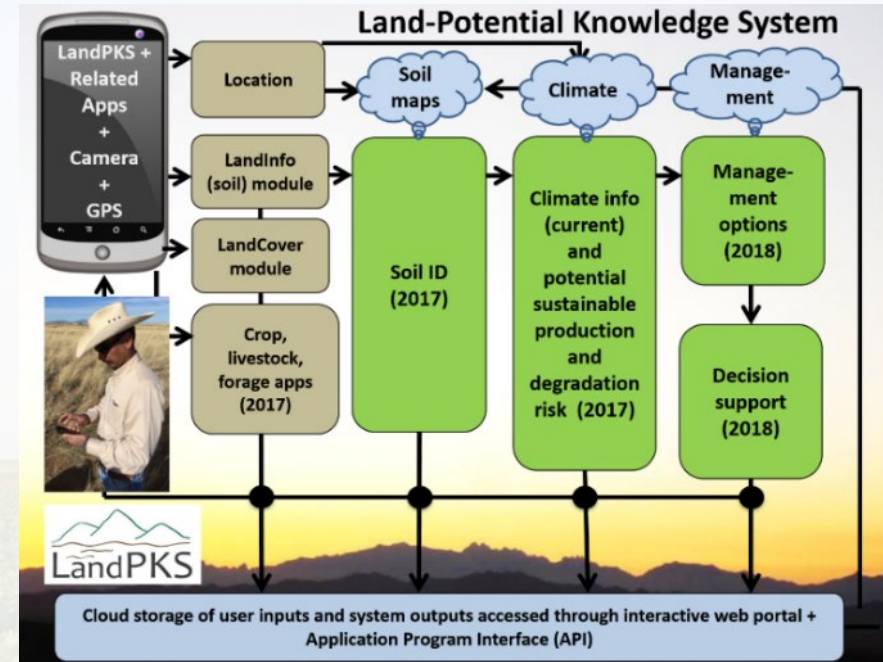 Land-Potential Knowledge System
LandPKS +
Related
Apps
+
Camera
+
GPS
Location
Soil
maps
Climate
Manage-
ment
LandInfo
(soil) module
LandCover
module
Crop,
livestock,
forage apps
(2017)
Soil ID
(2017)
Climate info
(current)
and
potential
sustainable
production
and
degradation
risk (2017)
Manage-
ment
options
(2018)
Decision
support
(2018)
LandPKS
Cloud storage of user inputs and system outputs accessed through interactive web portal +
Application Program Interface (API)